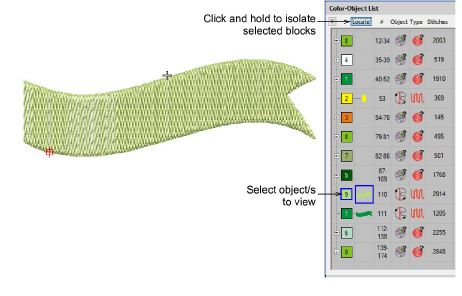 Color-Object List
Click and hold to isolate
selected blocks
Locate # Object Type Stitches
8 12-34 2003
4 35-39 519
1 40-52 1910
2 53 369
3 54-78 145
8 79-81 495
7 82-86 561
5 87-109 1768
Select object/s
to view
9 110 2914
1 111 1205
6 112-138 2255
8 139-174 2848